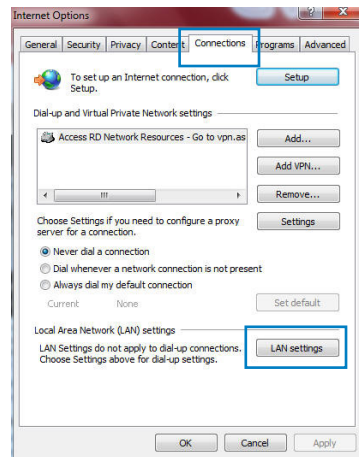 Internet Options
General Security Privacy Content Connections Programs Advanced
To set up an Internet connection, click
Setup.
Setup
Dial-up and Virtual Private Network settings
Access RD Network Resources - Go to vpn.as
Add...
Add VPN...
Remove...
Choose Settings if you need to configure a proxy
server for a connection.
Settings
Never dial a connection
Dial whenever a network connection is not present
Always dial my default connection
Current None
Set default
Local Area Network (LAN) settings
LAN Settings do not apply to dial-up connections.
Choose Settings above for dial-up settings.
LAN settings
OK Cancel Apply